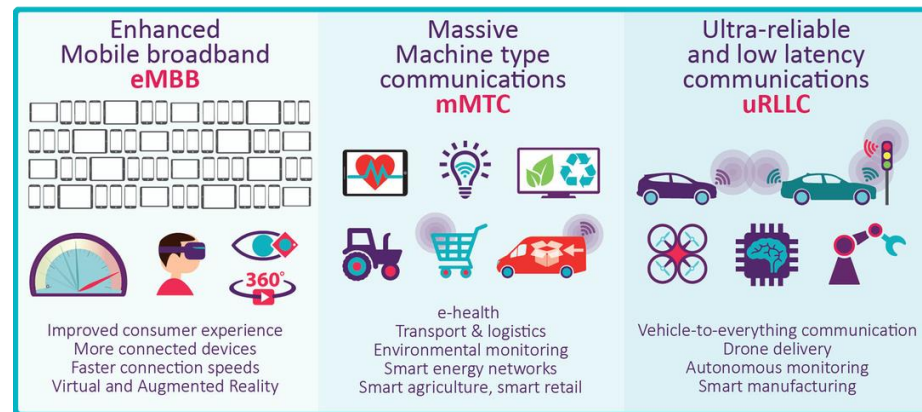 Enhanced
Mobile broadband
eMBB
360°
Improved consumer experience
More connected devices
Faster connection speeds
Virtual and Augmented Reality
Massive
Machine type
communications
mMTC
e-health
Transport & logistics
Environmental monitoring
Smart energy networks
Smart agriculture, smart retail
Ultra-reliable
and low latency
communications
uRLLC
Vehicle-to-everything communication
Drone delivery
Autonomous monitoring
Smart manufacturing